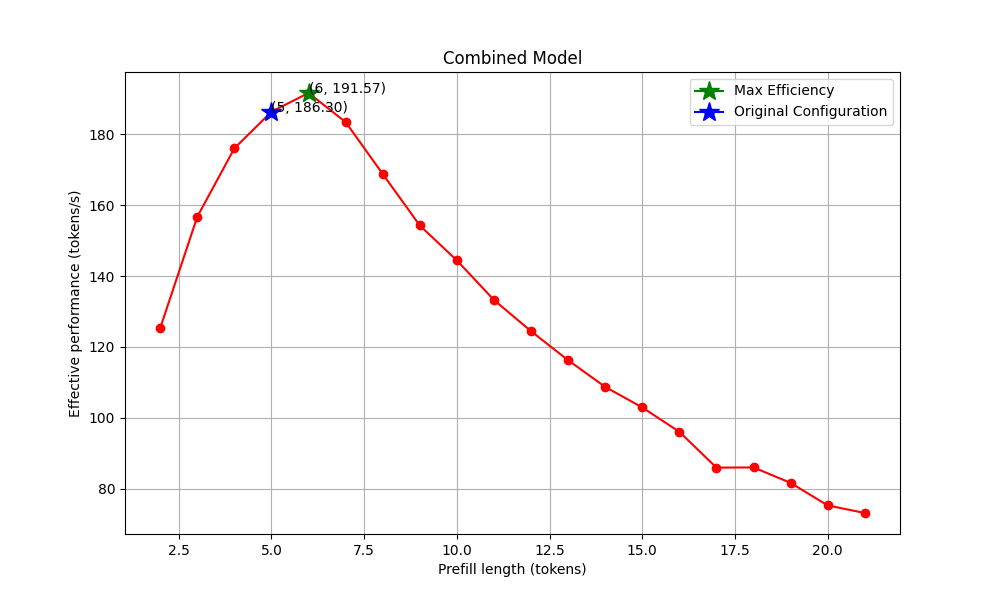 Combined Model
(6, 191.57)
(5, 186.30)
Max Efficiency
Original Configuration
Effective performance (tokens/s)
180
160
140
120
100
80
2.5 5.0 7.5 10.0 12.5 15.0 17.5 20.0
Prefill length (tokens)